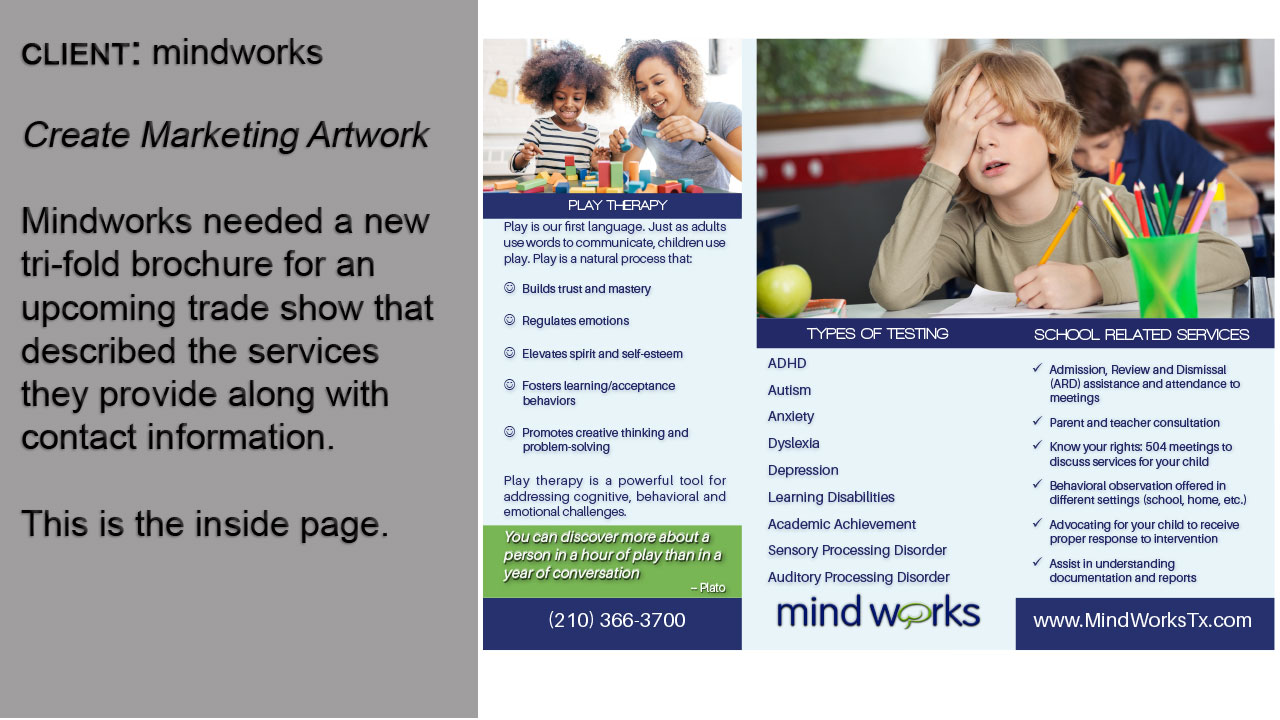 CLIENT: mindworks
Create Marketing Artwork
Mindworks needed a new
tri-fold brochure for an
upcoming trade show that
described the services
they provide along with
contact information.
This is the inside page.
PLAY THERAPY
Play is our first language. Just as adults
use words to communicate, children use
play. Play is a natural process that:
Builds trust and mastery
Regulates emotions
Elevates spirit and self-esteem
Fosters learning/acceptance
behaviors
Promotes creative thinking and
problem-solving
Play therapy is a powerful tool for
addressing cognitive, behavioral and
emotional challenges.
You can discover more about a
person in a hour of play than in a
year of conversation
– Plato
(210) 366-3700
TYPES OF TESTING
ADHD
Autism
Anxiety
Dyslexia
Depression
Learning Disabilities
Academic Achievement
Sensory Processing Disorder
Auditory Processing Disorder
mind works
SCHOOL RELATED SERVICES
✓ Admission, Review and Dismissal
(ARD) assistance and attendance to
meetings
✓ Parent and teacher consultation
✓ Know your rights: 504 meetings to
discuss services for your child
✓ Behavioral observation offered in
different settings (school, home, etc.)
✓ Advocating for your child to receive
proper response to intervention
✓ Assist in understanding
documentation and reports
www.MindWorksTx.com